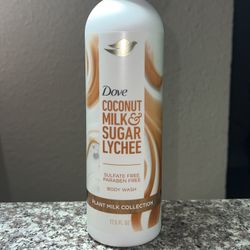 Dove
COCONUT
MILK &
SUGAR
LYCHEE
SULFATE FREE
PARABEN FREE
BODY WASH
PLANT MILK COLLECTION